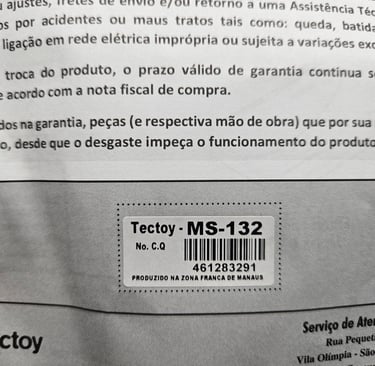 ajustes, fretes de envio e/ou retorno a uma Assistência Téc
os por acidentes ou maus tratos tais como: queda, batida
ligação em rede elétrica imprópria ou sujeita a variações exc
troca do produto, o prazo válido de garantia continua s
e acordo com a nota fiscal de compra.
dos na garantia, peças (e respectiva mão de obra) que por sua
o, desde que o desgaste impeça o funcionamento do produto
Tectoy - MS-132
No. C.Q
461283291
PRODUZIDO NA ZONA FRANCA DE MANAUS
ctoy
Serviço de Ate
Rua Pequet
Vila Olímpia - São